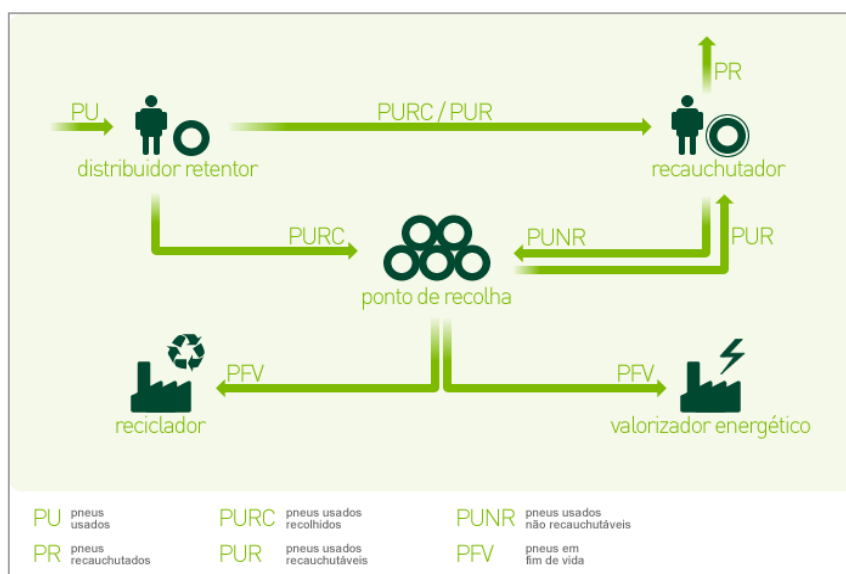 PR
PU
PURC / PUR
distribuidor retentor
recauchutador
PURC
PUNR
PUR
ponto de recolha
PFV
PFV
reciclador
valorizador energético
PU pneus
usados
PURC pneus usados
recolhidos
PUNR pneus usados
não recauchutáveis
PR pneus
recauchutados
PUR pneus usados
recauchutáveis
PFV pneus em
fim de vida